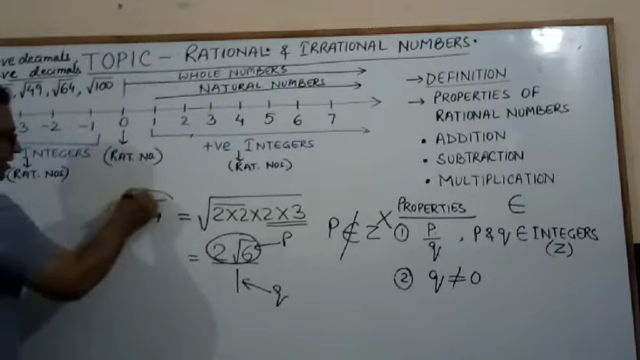 ve decimals, TOPIC - RATIONAL & IRRATIONAL NUMBERS.
ve decimals
, √49, √64, √100
WHOLE NUMBERS
NATURAL NUMBERS
-3 -2 -1 0 1 2 3 4 5 6 7
INTEGERS
(RAT. NO)
+ve INTEGERS
(RAT. NOS)
(RAT. NOS)
→ DEFINITION
→ PROPERTIES OF
RATIONAL NUMBERS
• ADDITION
• SUBTRACTION
• MULTIPLICATION
= √2×2×2×3
= 2√6 P
1 q
P ∉ Z ×
PROPERTIES ∈
① P/q , P & q ∈ INTEGERS
(Z)
② q ≠ 0